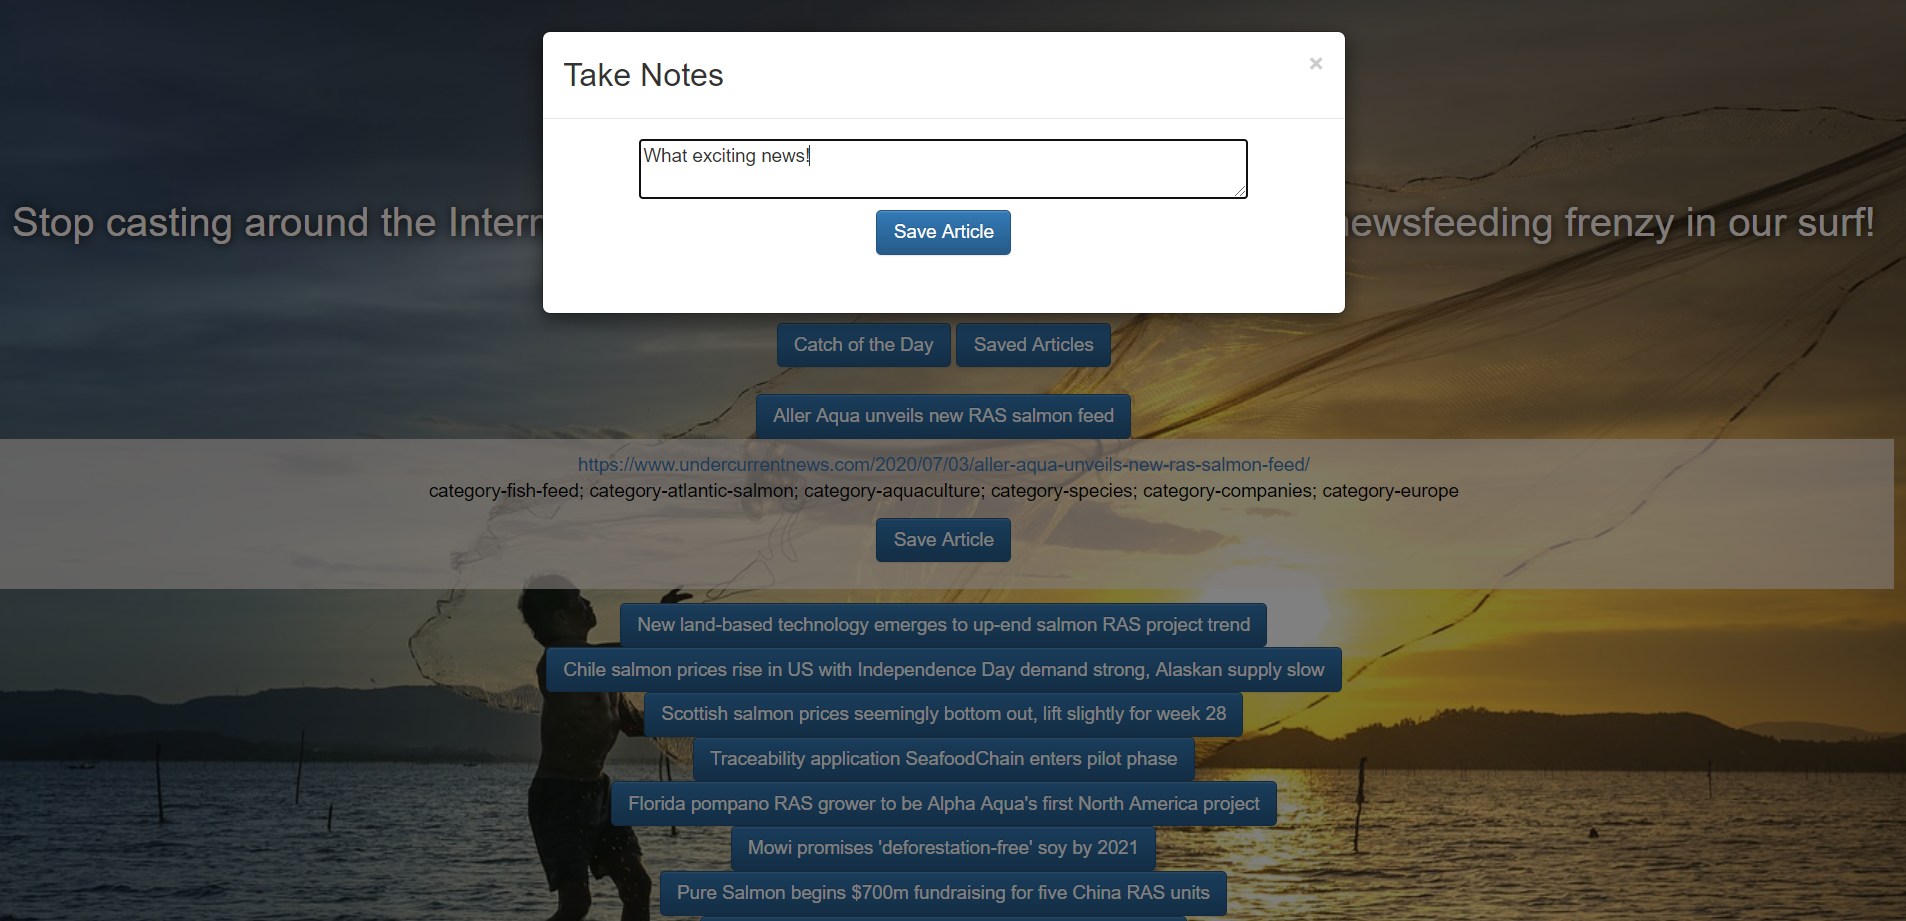 Take Notes
×
What exciting news!
Save Article
Stop casting around the Intern newsfeeding frenzy in our surf!
Catch of the Day Saved Articles
Aller Aqua unveils new RAS salmon feed
https://www.undercurrentnews.com/2020/07/03/aller-aqua-unveils-new-ras-salmon-feed/
category-fish-feed; category-atlantic-salmon; category-aquaculture; category-species; category-companies; category-europe
Save Article
New land-based technology emerges to up-end salmon RAS project trend
Chile salmon prices rise in US with Independence Day demand strong, Alaskan supply slow
Scottish salmon prices seemingly bottom out, lift slightly for week 28
Traceability application SeafoodChain enters pilot phase
Florida pompano RAS grower to be Alpha Aqua's first North America project
Mowi promises 'deforestation-free' soy by 2021
Pure Salmon begins $700m fundraising for five China RAS units